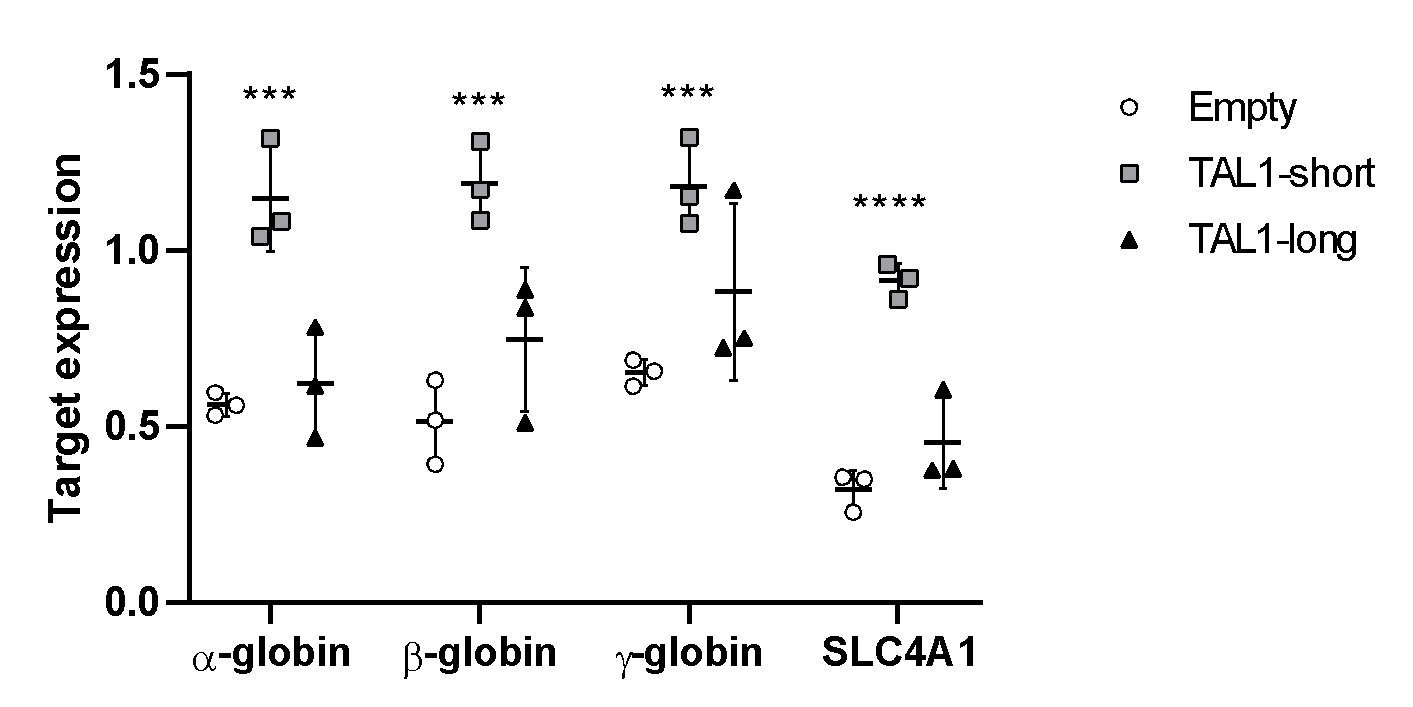 1.5
1.0
0.5
0.0
Target expression
***
***
***
****
α-globin
β-globin
γ-globin
SLC4A1
Empty
TAL1-short
TAL1-long